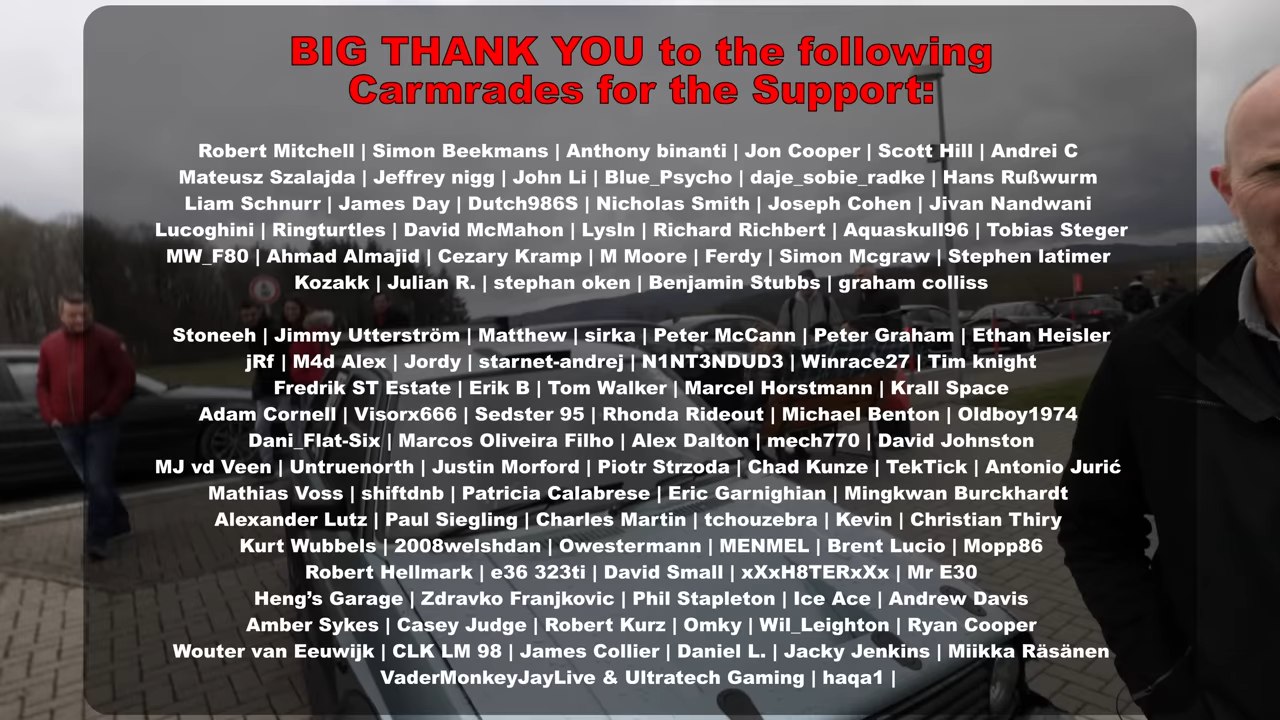 BIG THANK YOU to the following
Carmrades for the Support:
Robert Mitchell | Simon Beekmans | Anthony binanti | Jon Cooper | Scott Hill | Andrei C
Mateusz Szalajda | Jeffrey nigg | John Li | Blue_Psycho | daje_sobie_radke | Hans Rußwurm
Liam Schnurr | James Day | Dutch986S | Nicholas Smith | Joseph Cohen | Jivan Nandwani
Lucoghini | Ringturtles | David McMahon | Lysln | Richard Richbert | Aquaskull96 | Tobias Steger
MW_F80 | Ahmad Almajid | Cezary Kramp | M Moore | Ferdy | Simon Mcgraw | Stephen latimer
Kozakk | Julian R. | stephan oken | Benjamin Stubbs | graham colliss
Stoneeh | Jimmy Utterström | Matthew | sirka | Peter McCann | Peter Graham | Ethan Heisler
jRf | M4d Alex | Jordy | starnet-andrej | N1NT3NDUD3 | Winrace27 | Tim knight
Fredrik ST Estate | Erik B | Tom Walker | Marcel Horstmann | Krall Space
Adam Cornell | Visorx666 | Sedster 95 | Rhonda Rideout | Michael Benton | Oldboy1974
Dani_Flat-Six | Marcos Oliveira Filho | Alex Dalton | mech770 | David Johnston
MJ vd Veen | Untruenorth | Justin Morford | Piotr Strzoda | Chad Kunze | TekTick | Antonio Jurić
Mathias Voss | shiftdnb | Patricia Calabrese | Eric Garnighian | Mingkwan Burckhardt
Alexander Lutz | Paul Siegling | Charles Martin | tchouzebra | Kevin | Christian Thiry
Kurt Wubbels | 2008welshdan | Owestermann | MENMEL | Brent Lucio | Mopp86
Robert Hellmark | e36 323ti | David Small | xXxH8TERxXx | Mr E30
Heng’s Garage | Zdravko Franjkovic | Phil Stapleton | Ice Ace | Andrew Davis
Amber Sykes | Casey Judge | Robert Kurz | Omky | Wil_Leighton | Ryan Cooper
Wouter van Eeuwijk | CLK LM 98 | James Collier | Daniel L. | Jacky Jenkins | Miikka Räsänen
VaderMonkeyJayLive & Ultratech Gaming | haqa1 |